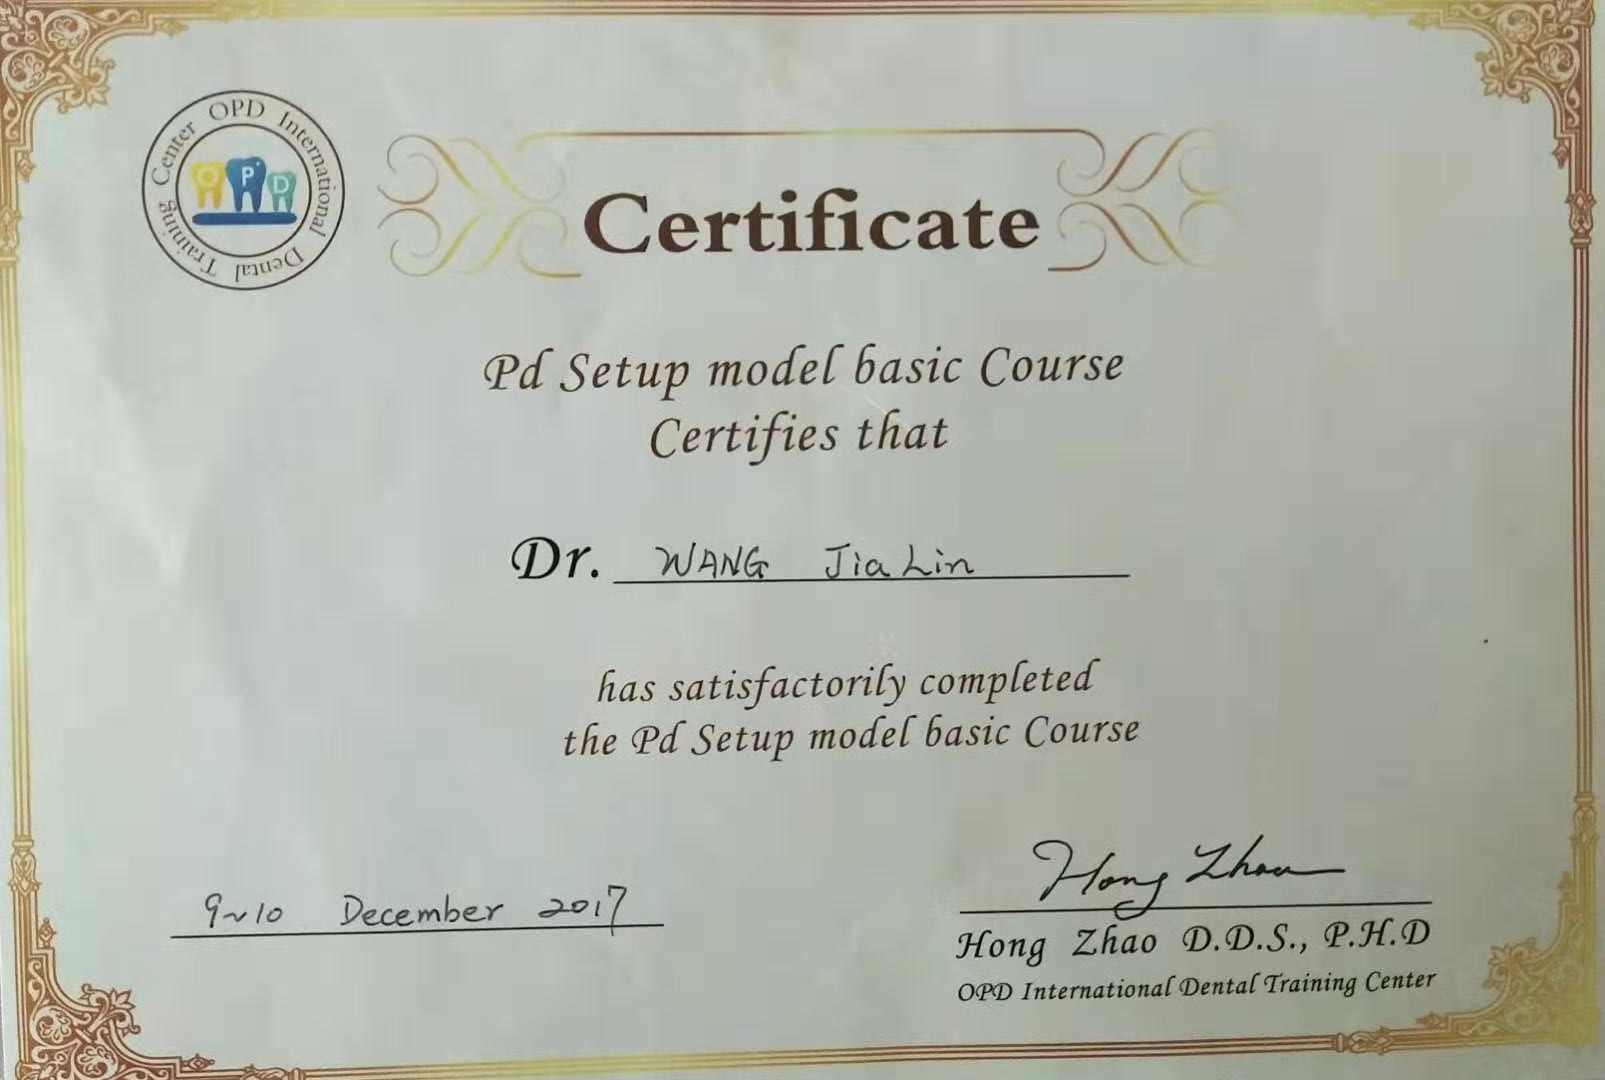 OPD International Dental Training Center
O P D
Certificate
Pd Setup model basic Course
Certifies that
Dr. WANG JiaLin
has satisfactorily completed
the Pd Setup model basic Course
9~10 December 2017
Hong Zhao
Hong Zhao D.D.S., P.H.D
OPD International Dental Training Center